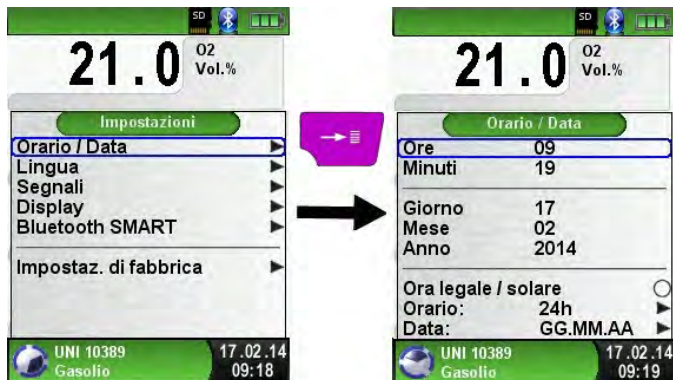 SD
21.0 O2 Vol.%
Impostazioni
Orario / Data
Lingua
Segnali
Display
Bluetooth SMART
Impostaz. di fabbrica
UNI 10389 17.02.14
Gasolio 09:18
SD
21.0 O2 Vol.%
Orario / Data
Ore 09
Minuti 19
Giorno 17
Mese 02
Anno 2014
Ora legale / solare
Orario: 24h
Data: GG.MM.AA
UNI 10389 17.02.14
Gasolio 09:19